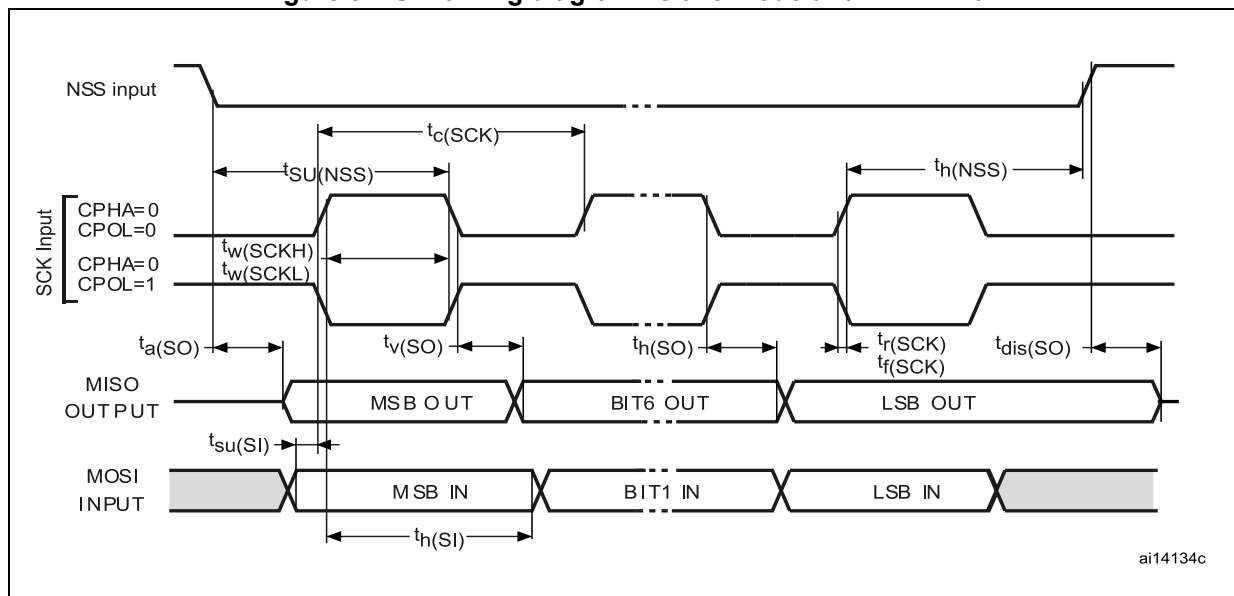 NSS input
tc(SCK)
tSU(NSS)
th(NSS)
SCK Input
CPHA=0
CPOL=0
tw(SCKH)
CPHA=0
tw(SCKL)
CPOL=1
ta(SO)
tv(SO)
th(SO)
tr(SCK)
tf(SCK)
tdis(SO)
MISO
OUTPUT
MSB OUT
BIT6 OUT
LSB OUT
tsu(SI)
MOSI
INPUT
MSB IN
BIT1 IN
LSB IN
th(SI)
ai14134c